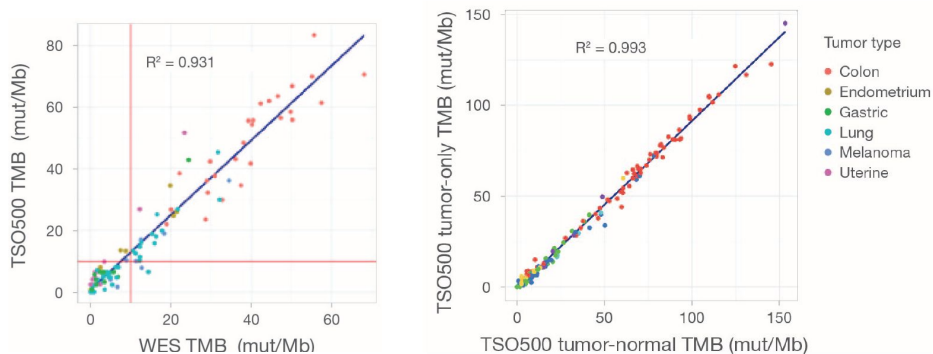 80
60
40
20
0
0
20
40
60
R² = 0.931
TSO500 TMB (mut/Mb)
WES TMB (mut/Mb)
150
100
50
0
0
50
100
150
R² = 0.993
TSO500 tumor-only TMB (mut/Mb)
TSO500 tumor-normal TMB (mut/Mb)
Tumor type
Colon
Endometrium
Gastric
Lung
Melanoma
Uterine